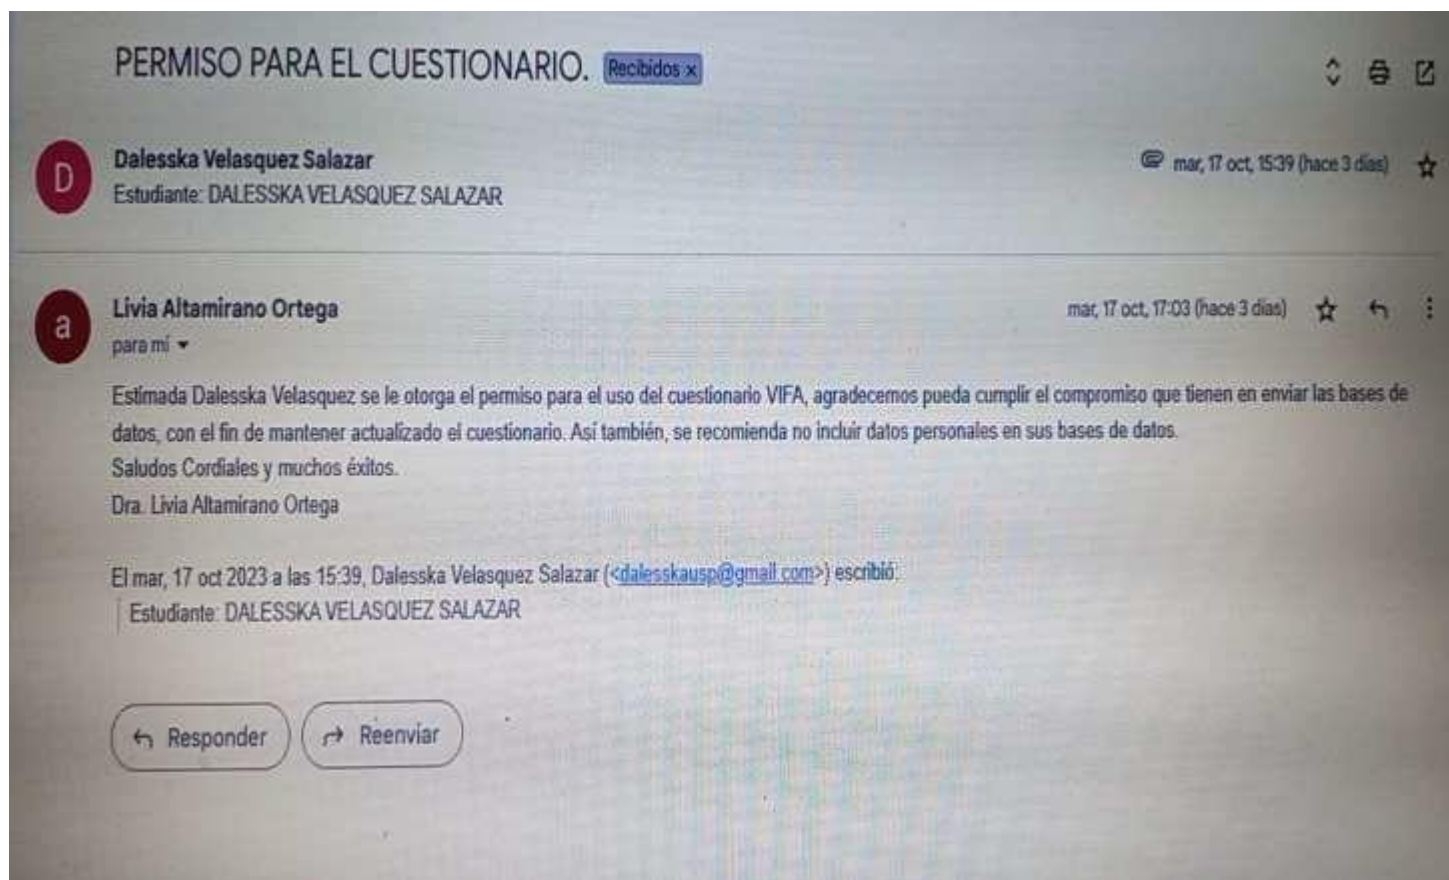 PERMISO PARA EL CUESTIONARIO. Recibidos x
D
Dalesska Velasquez Salazar
mar, 17 oct, 15:39 (hace 3 días)
Estudiante: DALESSKA VELASQUEZ SALAZAR
a
Livia Altamirano Ortega
mar, 17 oct, 17:03 (hace 3 días)
para mí
Estimada Dalesska Velasquez se le otorga el permiso para el uso del cuestionario VIFA, agradecemos pueda cumplir el compromiso que tienen en enviar las bases de
datos, con el fin de mantener actualizado el cuestionario. Así también, se recomienda no incluir datos personales en sus bases de datos.
Saludos Cordiales y muchos éxitos.
Dra. Livia Altamirano Ortega
El mar, 17 oct 2023 a las 15:39, Dalesska Velasquez Salazar (<dalesskausp@gmail.com>) escribió:
Estudiante: DALESSKA VELASQUEZ SALAZAR
Responder
Reenviar